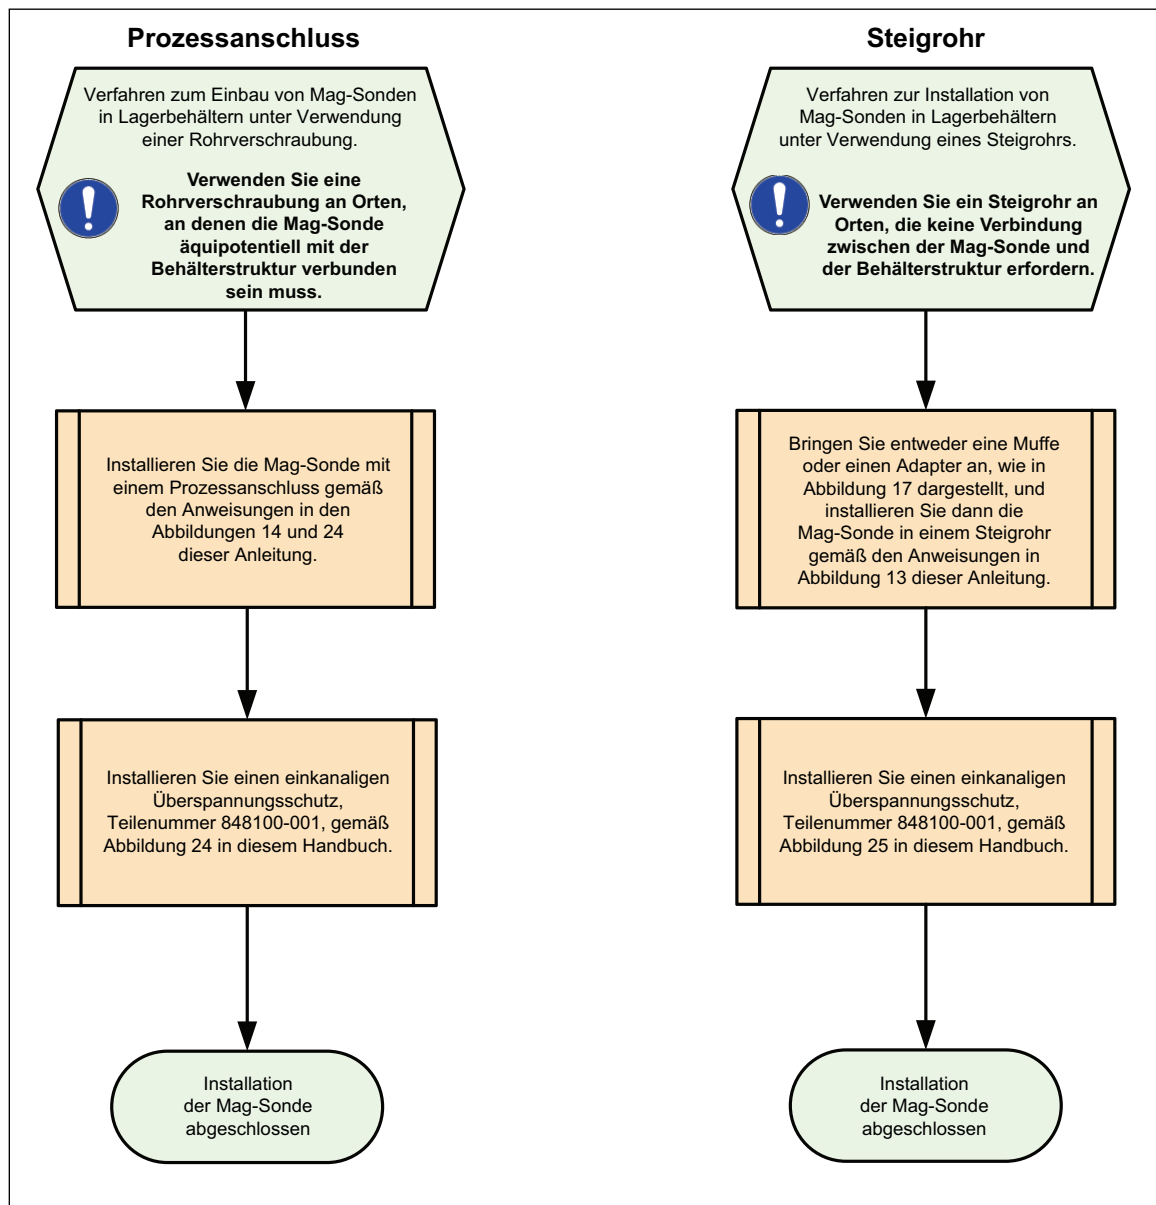 Prozessanschluss
Verfahren zum Einbau von Mag-Sonden
in Lagerbehältern unter Verwendung
einer Rohrverschraubung.
Verwenden Sie eine
Rohrverschraubung an Orten,
an denen die Mag-Sonde
äquipotentiell mit der
Behälterstruktur verbunden
sein muss.
Installieren Sie die Mag-Sonde mit
einem Prozessanschluss gemäß
den Anweisungen in den
Abbildungen 14 und 24
dieser Anleitung.
Installieren Sie einen einkanaligen
Überspannungsschutz,
Teilenummer 848100-001, gemäß
Abbildung 24 in diesem Handbuch.
Installation
der Mag-Sonde
abgeschlossen
Steigrohr
Verfahren zur Installation von
Mag-Sonden in Lagerbehältern
unter Verwendung eines Steigrohrs.
Verwenden Sie ein Steigrohr an
Orten, die keine Verbindung
zwischen der Mag-Sonde und
der Behälterstruktur erfordern.
Bringen Sie entweder eine Muffe
oder einen Adapter an, wie in
Abbildung 17 dargestellt, und
installieren Sie dann die
Mag-Sonde in einem Steigrohr
gemäß den Anweisungen in
Abbildung 13 dieser Anleitung.
Installieren Sie einen einkanaligen
Überspannungsschutz,
Teilenummer 848100-001, gemäß
Abbildung 25 in diesem Handbuch.
Installation
der Mag-Sonde
abgeschlossen